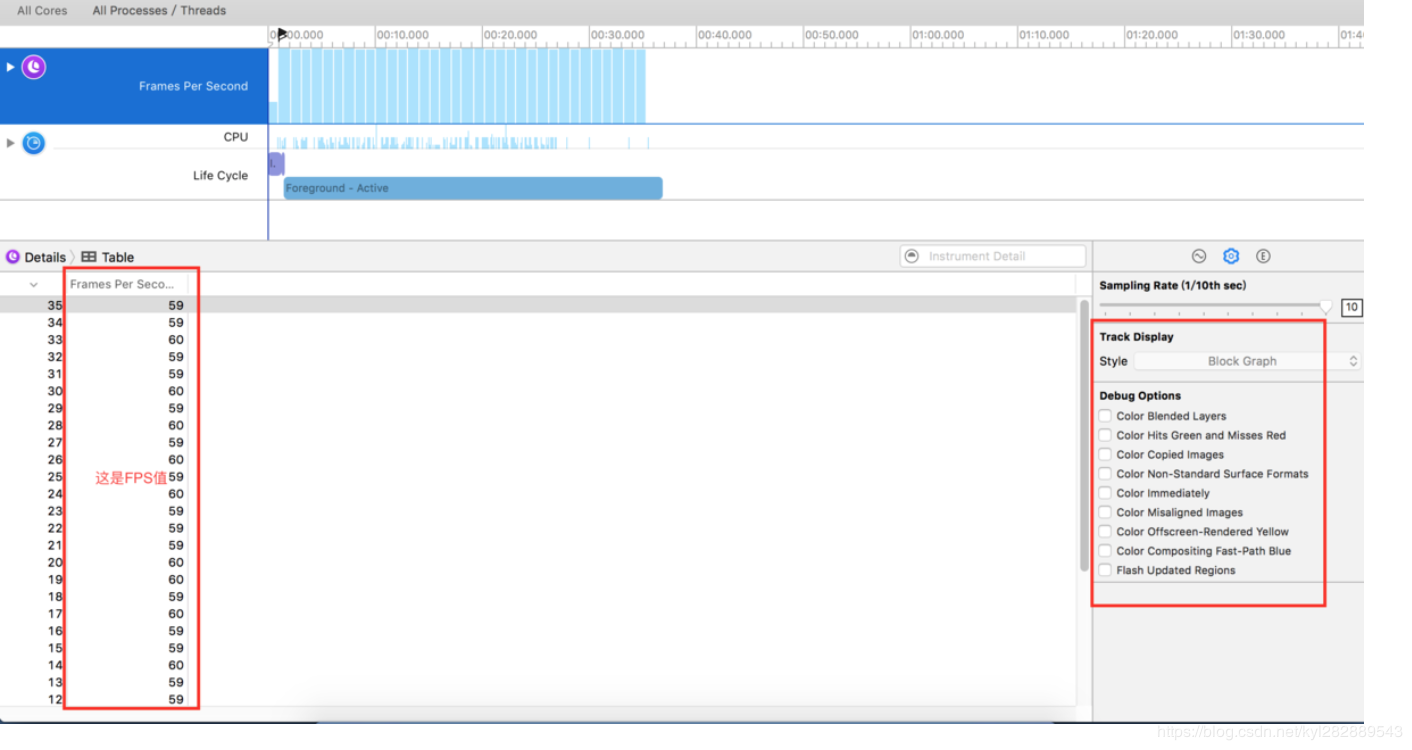 All Cores All Processes / Threads
00:00.000 00:10.000 00:20.000 00:30.000 00:40.000 00:50.000 01:00.000 01:10.000 01:20.000 01:30.000 01:4
Frames Per Second
CPU
Life Cycle
I.
Foreground - Active
Details Table
Instrument Detail
E
Frames Per Seco...
35 59
34 59
33 60
32 59
31 59
30 60
29 59
28 60
27 59
26 60
25 这是FPS值 59
24 60
23 59
22 59
21 59
20 60
19 60
18 59
17 60
16 59
15 59
14 60
13 59
12 59
Sampling Rate (1/10th sec)
10
Track Display
Style Block Graph
Debug Options
Color Blended Layers
Color Hits Green and Misses Red
Color Copied Images
Color Non-Standard Surface Formats
Color Immediately
Color Misaligned Images
Color Offscreen-Rendered Yellow
Color Compositing Fast-Path Blue
Flash Updated Regions
https://blog.csdn.net/kyl282889543